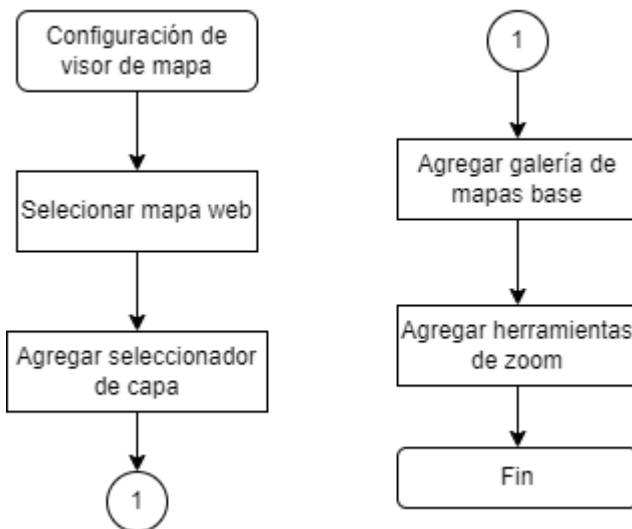 Configuración de
visor de mapa
Selecionar mapa web
Agregar seleccionador
de capa
1
1
Agregar galería de
mapas base
Agregar herramientas
de zoom
Fin